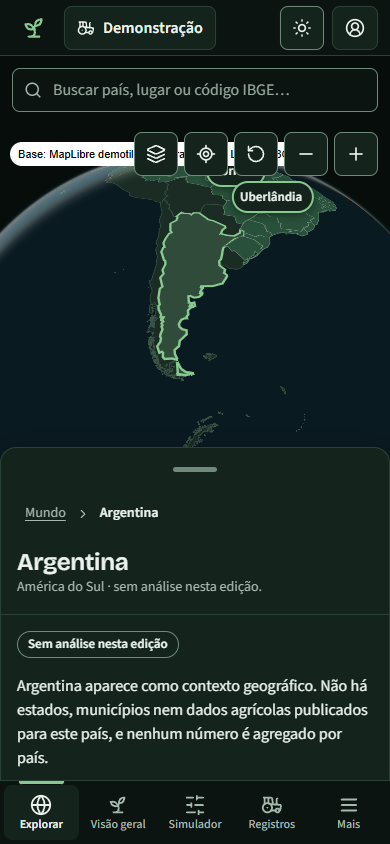 Demonstração
Buscar país, lugar ou código IBGE…
Base: MapLibre
Uberlândia
Mundo > Argentina
Argentina
América do Sul · sem análise nesta edição.
Sem análise nesta edição
Argentina aparece como contexto geográfico. Não há
estados, municípios nem dados agrícolas publicados
para este país, e nenhum número é agregado por
país.
Explorar Visão geral Simulador Registros Mais